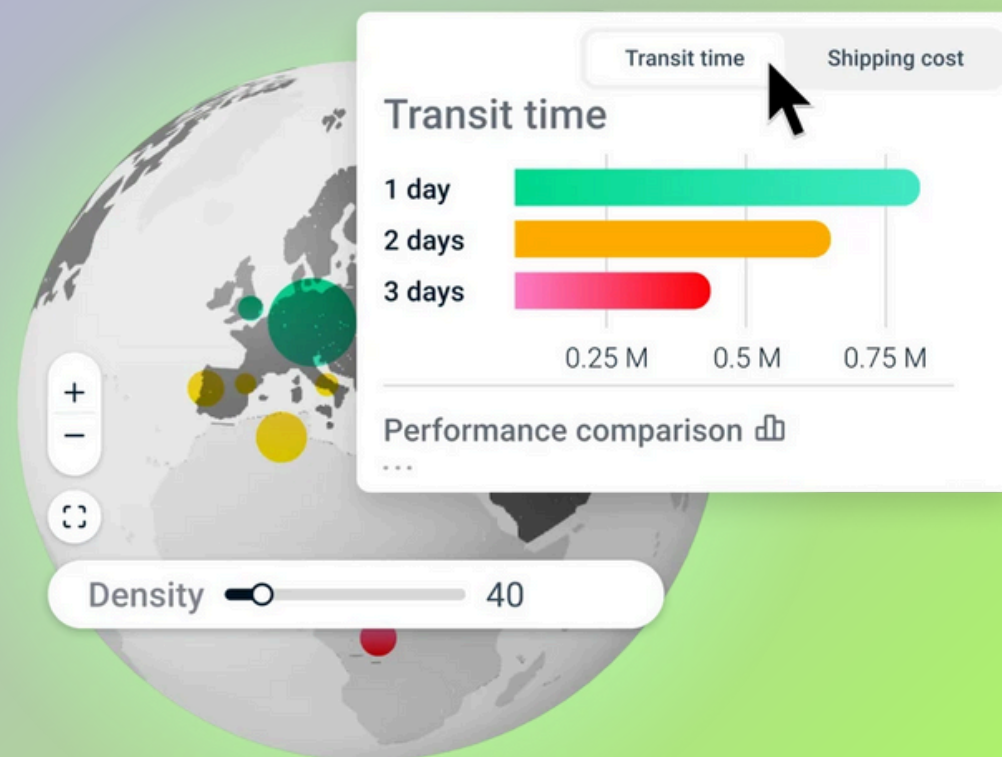 Transit time Shipping cost
Transit time
1 day
2 days
3 days
0.25 M 0.5 M 0.75 M
Performance comparison
...
Density 40